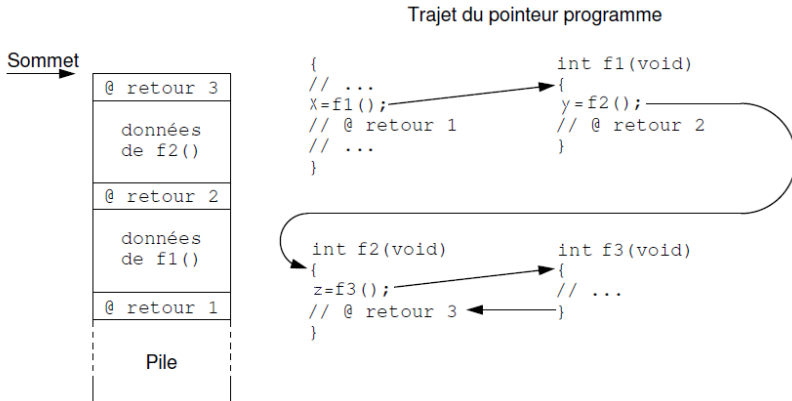 Trajet du pointeur programme
Sommet
@ retour 3
données
de f2()
@ retour 2
données
de f1()
@ retour 1
Pile
{
// ...
X=f1();
// @ retour 1
// ...
}
int f1(void)
{
y=f2();
// @ retour 2
}
int f2(void)
{
z=f3();
// @ retour 3
}
int f3(void)
{
// ...
}